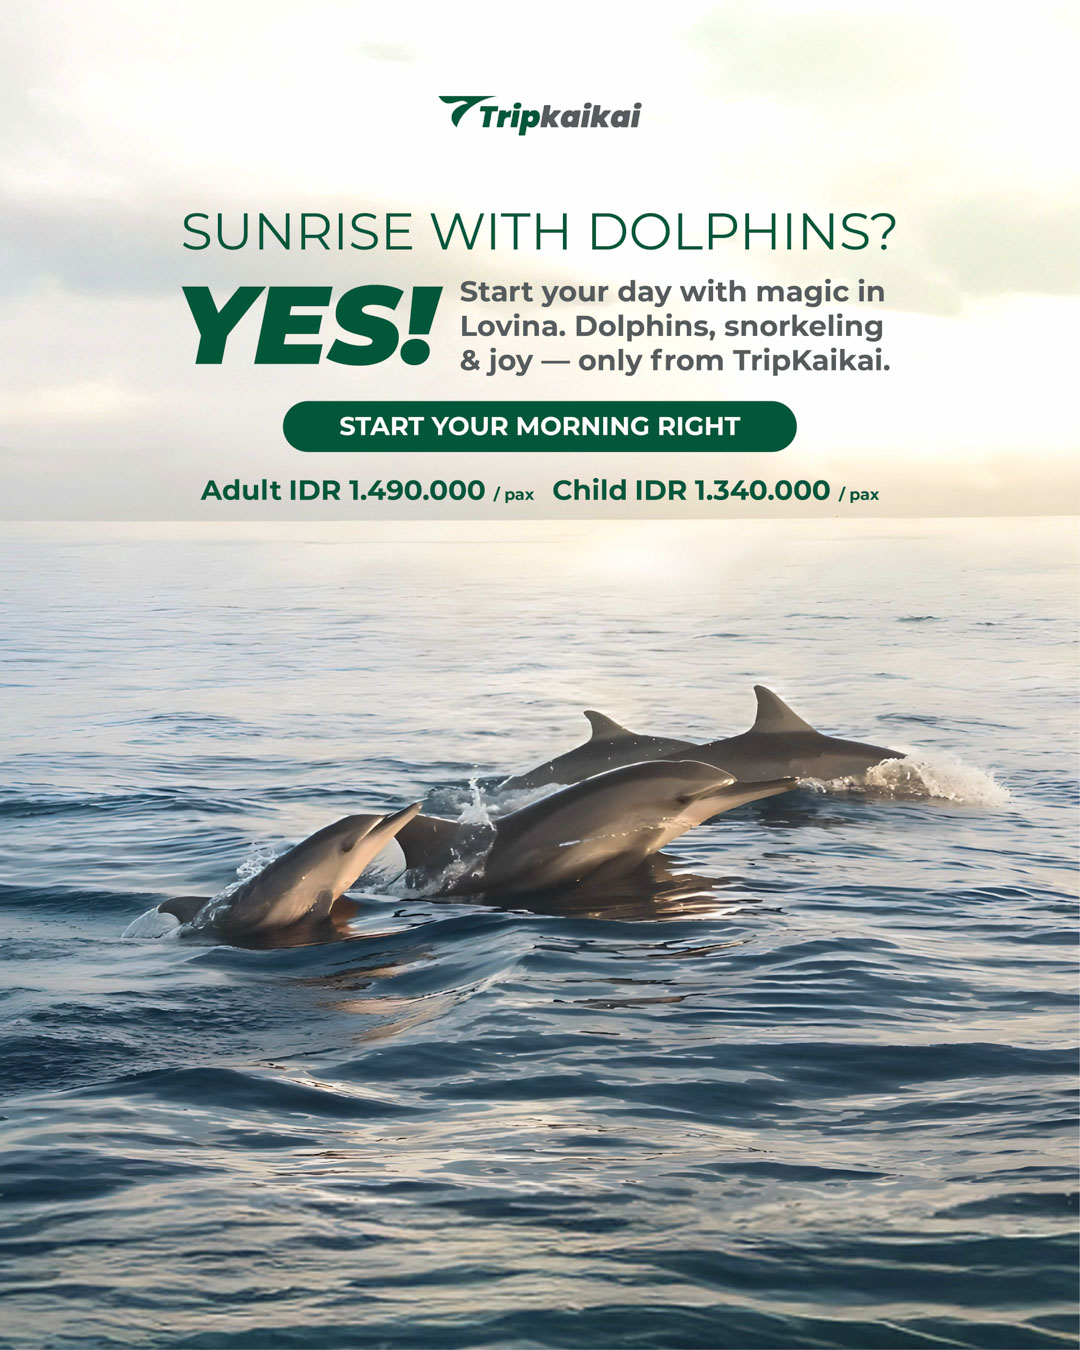 Tripkaikai
SUNRISE WITH DOLPHINS?
YES!
Start your day with magic in
Lovina. Dolphins, snorkeling
& joy — only from TripKaikai.
START YOUR MORNING RIGHT
Adult IDR 1.490.000 / pax Child IDR 1.340.000 / pax